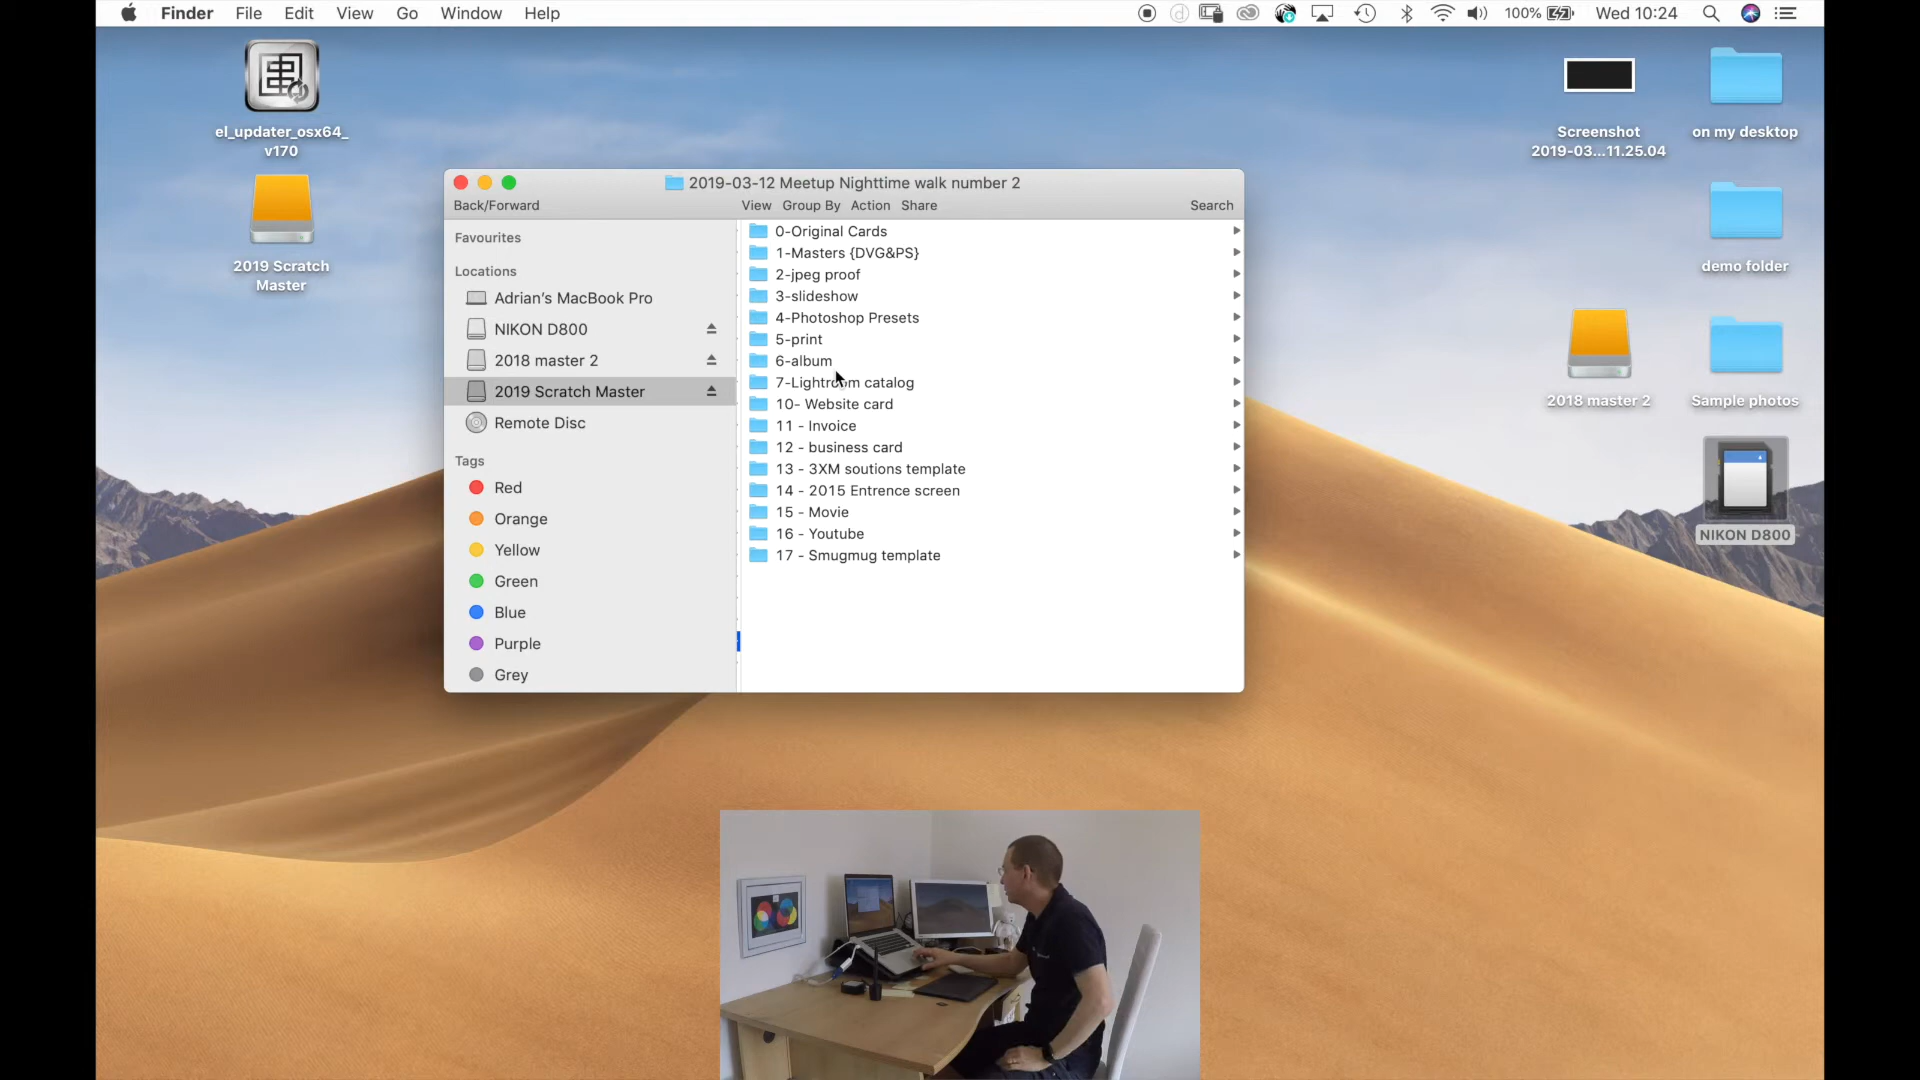 Finder File Edit View Go Window Help
100% Wed 10:24
el_updater_osx64_
v170
2019 Scratch
Master
Screenshot
2019-03...11.25.04
on my desktop
demo folder
2018 master 2
Sample photos
NIKON D800
2019-03-12 Meetup Nighttime walk number 2
Back/Forward View Group By Action Share Search
Favourites
Locations
Adrian's MacBook Pro
NIKON D800
2018 master 2
2019 Scratch Master
Remote Disc
Tags
Red
Orange
Yellow
Green
Blue
Purple
Grey
0-Original Cards
1-Masters {DVG&PS}
2-jpeg proof
3-slideshow
4-Photoshop Presets
5-print
6-album
7-Lightroom catalog
10- Website card
11 - Invoice
12 - business card
13 - 3XM soutions template
14 - 2015 Entrence screen
15 - Movie
16 - Youtube
17 - Smugmug template